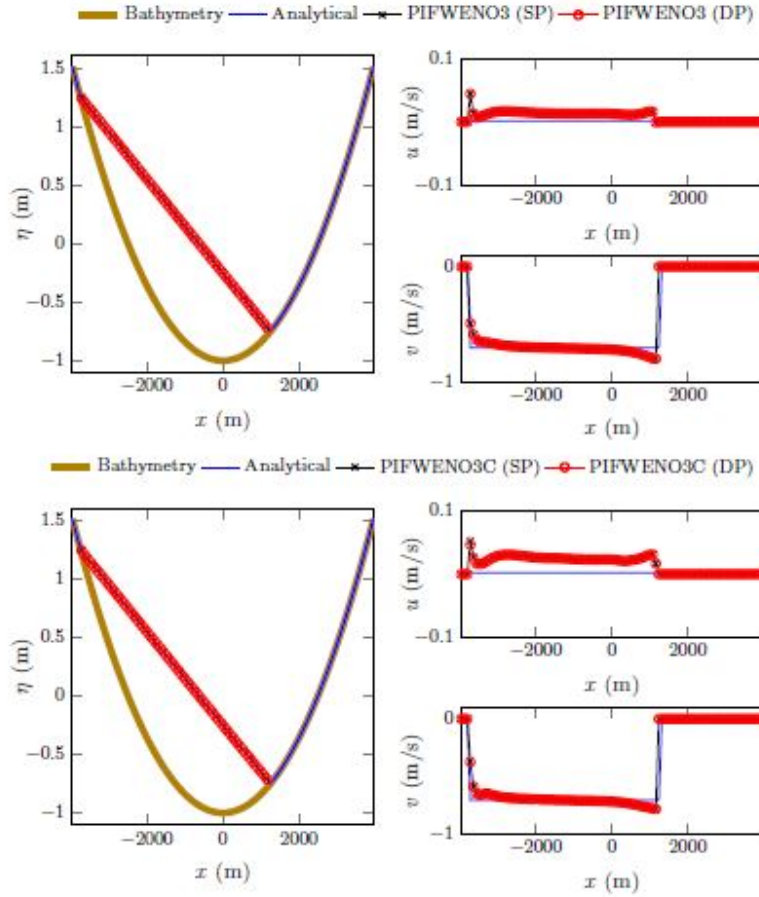 Bathymetry Analytical PIFWENO3 (SP) PIFWENO3 (DP)
1.5
1
0.5
0
−0.5
−1
η (m)
−2000 0 2000
x (m)
0.1
−0.1
u (m/s)
−2000 0 2000
x (m)
0
−1
v (m/s)
−2000 0 2000
x (m)
Bathymetry Analytical PIFWENO3C (SP) PIFWENO3C (DP)
1.5
1
0.5
0
−0.5
−1
η (m)
−2000 0 2000
x (m)
0.1
−0.1
u (m/s)
−2000 0 2000
x (m)
0
−1
v (m/s)
−2000 0 2000
x (m)